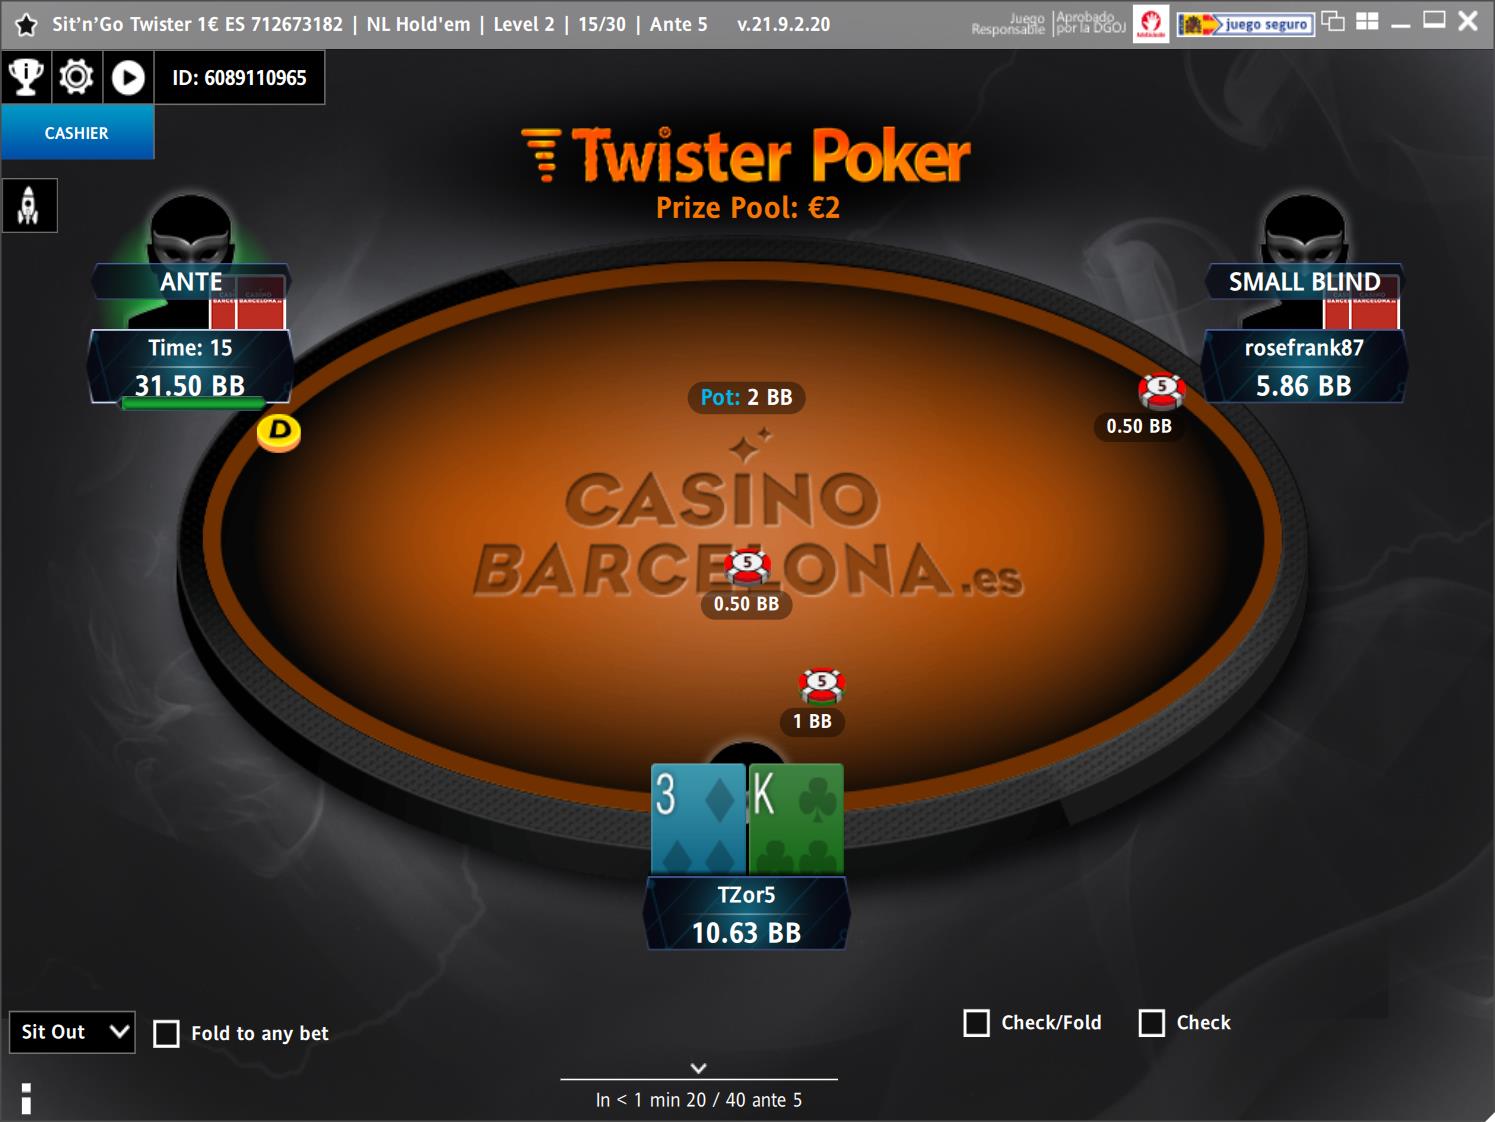 Sit’n’Go Twister 1€ ES 712673182 | NL Hold'em | Level 2 | 15/30 | Ante 5 v.21.9.2.20
Juego Responsable
Aprobado por la DGOJ
juego seguro
ID: 6089110965
CASHIER
Twister Poker
Prize Pool: €2
ANTE
Time: 15
31.50 BB
D
SMALL BLIND
rosefrank87
5.86 BB
5
0.50 BB
Pot: 2 BB
CASINO
BARCELONA.es
5
0.50 BB
5
1 BB
3 K
TZor5
10.63 BB
Sit Out
Fold to any bet
Check/Fold
Check
In < 1 min 20 / 40 ante 5